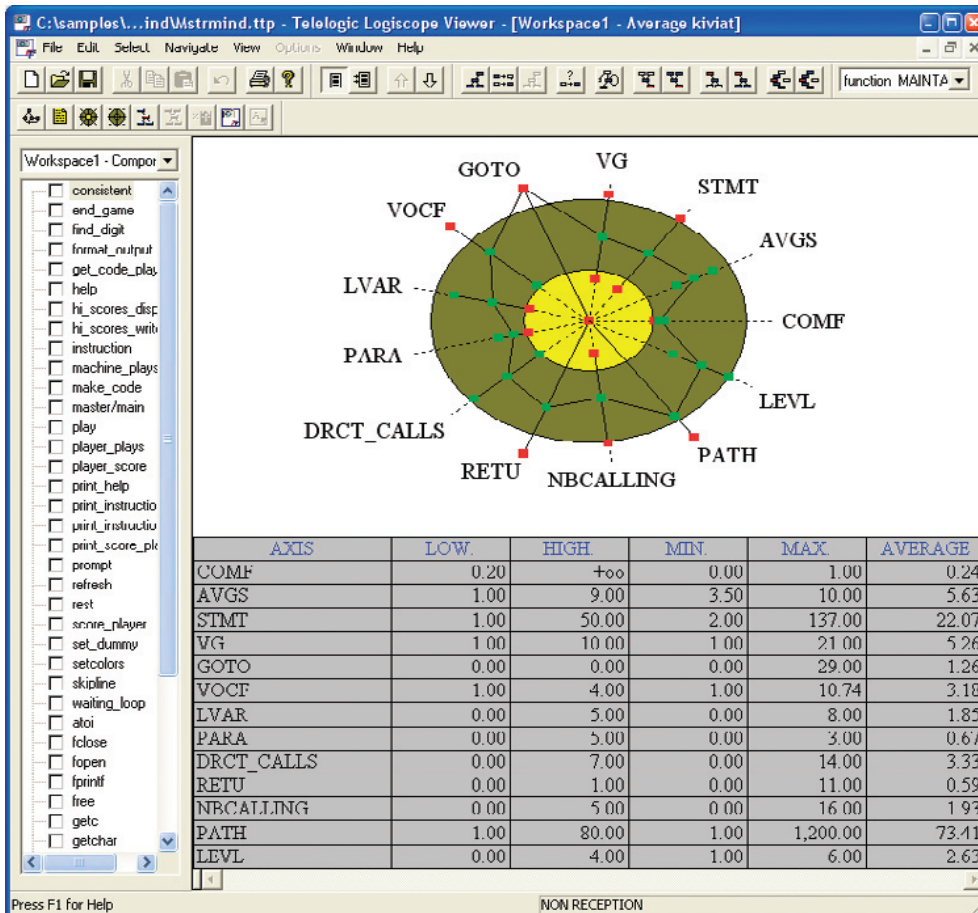 C:\samples\...ind\Mstrmind.ttp - Telelogic Logiscope Viewer - [Workspace1 - Average kiviat]
File Edit Select Navigate View Options Window Help
function MAINTA
Workspace1 - Compor
consistent
end_game
find_digit
format_output
get_code_play
help
hi_scores_disp
hi_scores_write
instruction
machine_plays
make_code
master/main
play
player_plays
player_score
print_help
print_instructio
print_instructio
print_score_pla
prompt
refresh
rest
score_player
set_dummy
setcolors
skipline
waiting_loop
atoi
fclose
fopen
fprintf
free
getc
getchar
VG
GOTO
STMT
VOCF
AVGS
LVAR
COMF
PARA
LEVL
DRCT_CALLS
PATH
RETU
NBCALLING
AXIS LOW. HIGH. MIN. MAX. AVERAGE
COMF 0.20 +oo 0.00 1.00 0.24
AVGS 1.00 9.00 3.50 10.00 5.63
STMT 1.00 50.00 2.00 137.00 22.07
VG 1.00 10.00 1.00 21.00 5.26
GOTO 0.00 0.00 0.00 29.00 1.26
VOCF 1.00 4.00 1.00 10.74 3.18
LVAR 0.00 5.00 0.00 8.00 1.85
PARA 0.00 5.00 0.00 3.00 0.67
DRCT_CALLS 0.00 7.00 0.00 14.00 3.33
RETU 0.00 1.00 0.00 11.00 0.59
NBCALLING 0.00 5.00 0.00 16.00 1.93
PATH 1.00 80.00 1.00 1,200.00 73.41
LEVL 0.00 4.00 1.00 6.00 2.63
Press F1 for Help
NON RECEPTION